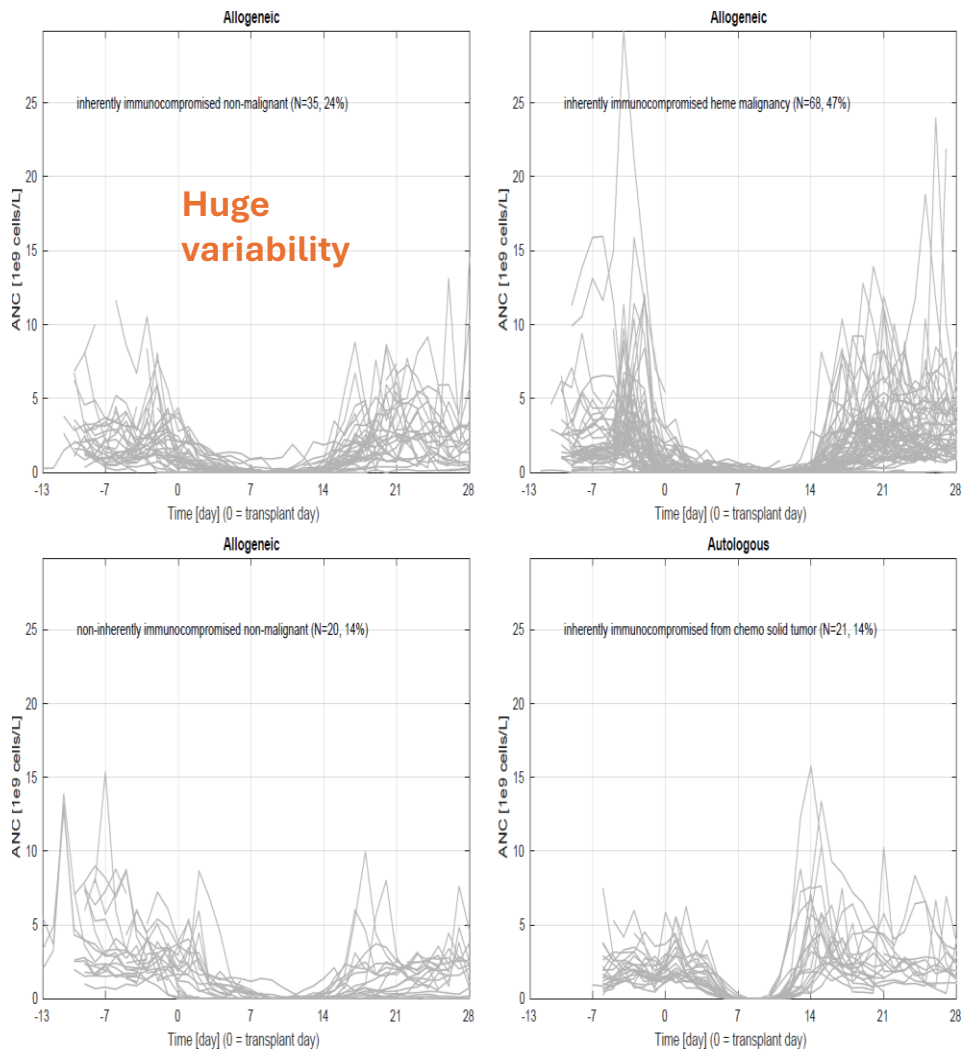 Allogeneic
inherently immunocompromised non-malignant (N=35, 24%)
Huge
variability
ANC [1e9 cells/L]
25
20
15
10
5
0
-13 -7 0 7 14 21 28
Time [day] (0 = transplant day)
Allogeneic
inherently immunocompromised heme malignancy (N=68, 47%)
ANC [1e9 cells/L]
25
20
15
10
5
0
-13 -7 0 7 14 21 28
Time [day] (0 = transplant day)
Allogeneic
non-inherently immunocompromised non-malignant (N=20, 14%)
ANC [1e9 cells/L]
25
20
15
10
5
0
-13 -7 0 7 14 21 28
Time [day] (0 = transplant day)
Autologous
inherently immunocompromised from chemo solid tumor (N=21, 14%)
ANC [1e9 cells/L]
25
20
15
10
5
0
-13 -7 0 7 14 21 28
Time [day] (0 = transplant day)